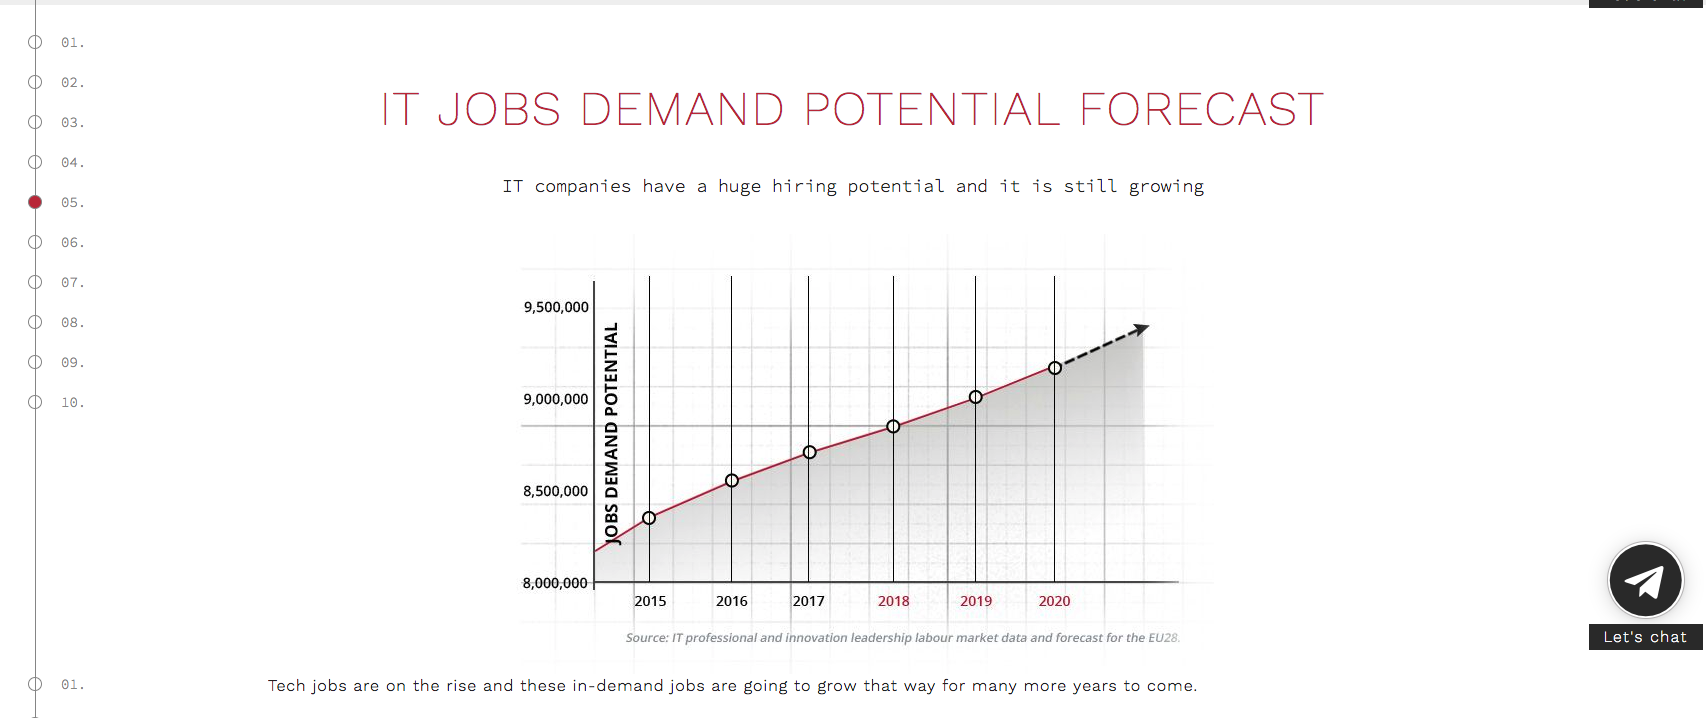 01.
02.
03.
04.
05.
06.
07.
08.
09.
10.
IT JOBS DEMAND POTENTIAL FORECAST
IT companies have a huge hiring potential and it is still growing
9,500,000
9,000,000
8,500,000
8,000,000
JOBS DEMAND POTENTIAL
2015 2016 2017 2018 2019 2020
Source: IT professional and innovation leadership labour market data and forecast for the EU28.
Let's chat
01.
Tech jobs are on the rise and these in-demand jobs are going to grow that way for many more years to come.